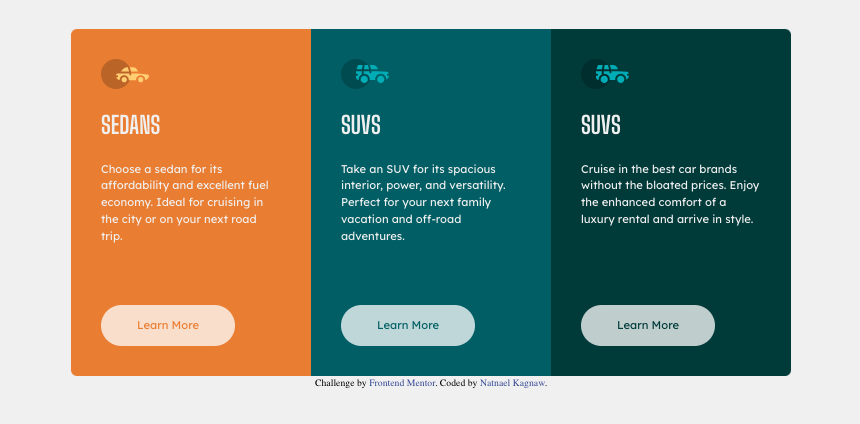 SEDANS
Choose a sedan for its
affordability and excellent fuel
economy. Ideal for cruising in
the city or on your next road
trip.
Learn More
SUVS
Take an SUV for its spacious
interior, power, and versatility.
Perfect for your next family
vacation and off-road
adventures.
Learn More
SUVS
Cruise in the best car brands
without the bloated prices. Enjoy
the enhanced comfort of a
luxury rental and arrive in style.
Learn More
Challenge by Frontend Mentor. Coded by Natnael Kagnaw.